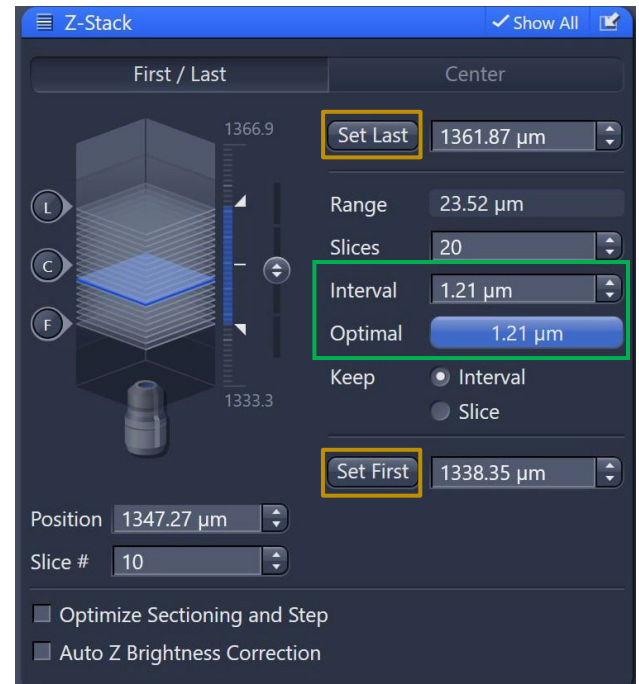 Z-Stack Show All
First / Last Center
1366.9
Set Last 1361.87 µm
L
Range 23.52 µm
Slices 20
C
Interval 1.21 µm
F
Optimal 1.21 µm
Keep Interval
1333.3
Slice
Set First 1338.35 µm
Position 1347.27 µm
Slice # 10
Optimize Sectioning and Step
Auto Z Brightness Correction